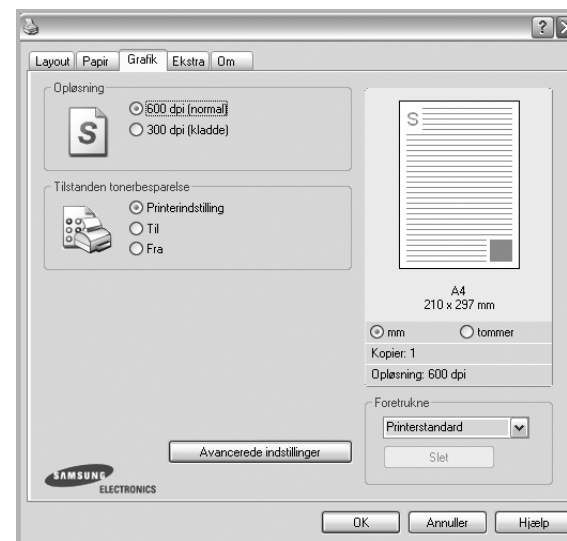 Layout Papir Grafik Ekstra Om
Opløsning
600 dpi (normal)
300 dpi (kladde)
S
Tilstanden tonerbesparelse
Printerindstilling
Til
Fra
S
A4
210 x 297 mm
mm tommer
Kopier: 1
Opløsning: 600 dpi
Foretrukne
Printerstandard
Slet
Avancerede indstillinger
SAMSUNG
ELECTRONICS
OK Annuller Hjælp